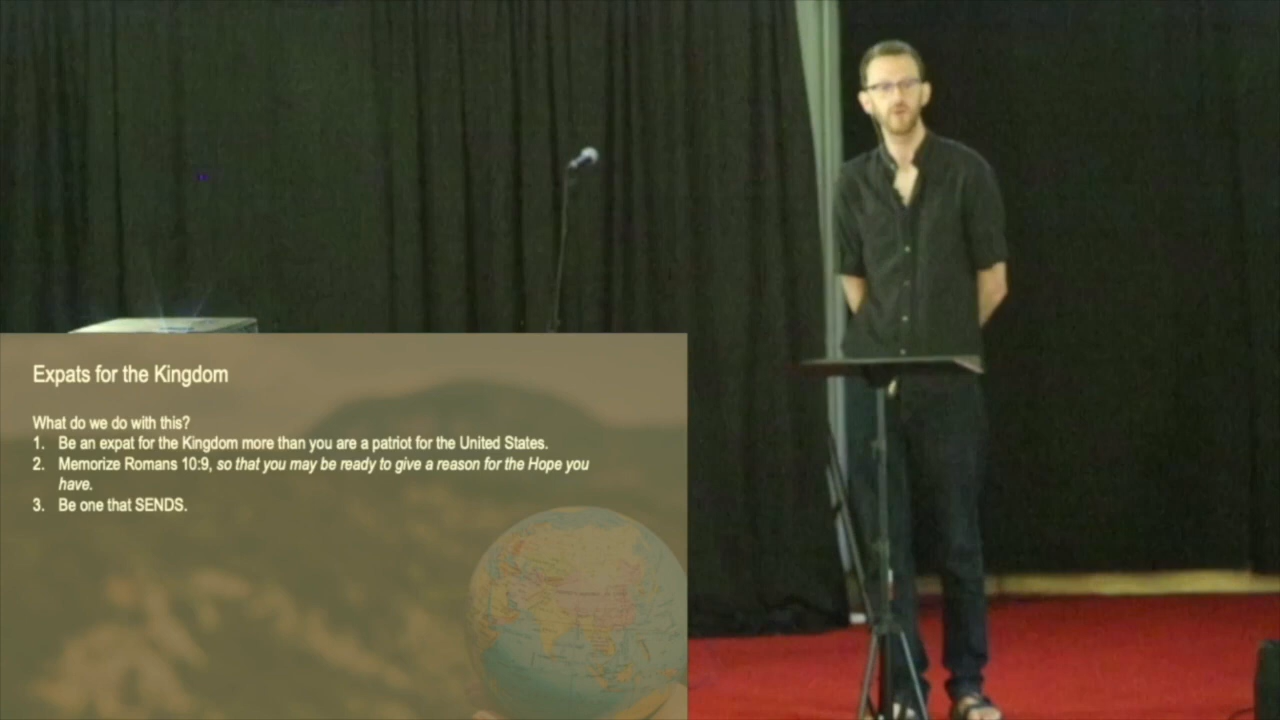 Expats for the Kingdom
What do we do with this?
1. Be an expat for the Kingdom more than you are a patriot for the United States.
2. Memorize Romans 10:9, so that you may be ready to give a reason for the Hope you
have.
3. Be one that SENDS.